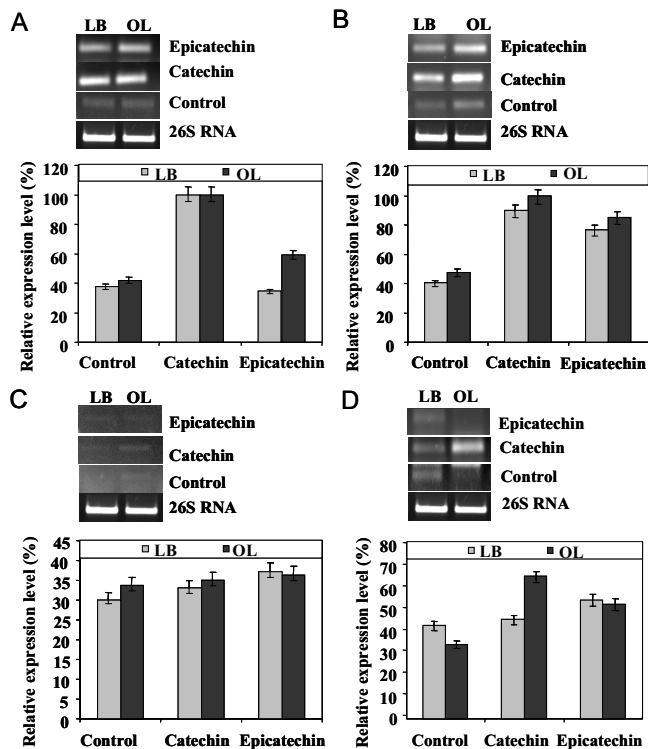 A
LB OL
Epicatechin
Catechin
Control
26S RNA
Relative expression level (%)
120
100
80
60
40
20
0
LB OL
Control Catechin Epicatechin
B
LB OL
Epicatechin
Catechin
Control
26S RNA
Relative expression level (%)
120
100
80
60
40
20
0
LB OL
Control Catechin Epicatechin
C
LB OL
Epicatechin
Catechin
Control
26S RNA
Relative expression level (%)
45
40
35
30
25
20
15
10
5
0
LB OL
Control Catechin Epicatechin
D
LB OL
Epicatechin
Catechin
Control
26S RNA
Relative expression level (%)
80
70
60
50
40
30
20
10
0
LB OL
Control Catechin Epicatechin